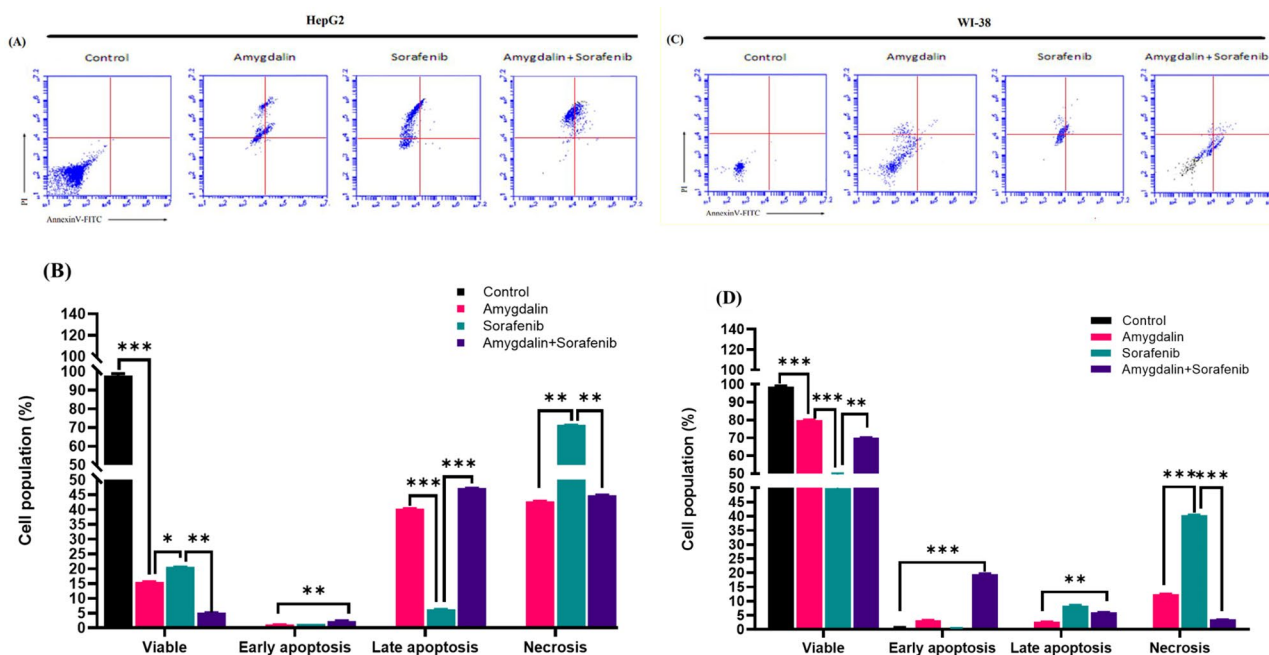 HepG2
(A)
Control
Amygdalin
Sorafenib
Amygdalin+Sorafenib
PI
AnnexinV-FITC
WI-38
(C)
Control
Amygdalin
Sorafenib
Amygdalin+Sorafenib
PI
AnnexinV-FITC
(B)
Control
Amygdalin
Sorafenib
Amygdalin+Sorafenib
Cell population (%)
140
120
100
100
90
80
70
60
50
50
45
40
35
30
25
20
15
10
5
0
***
*
**
**
***
***
**
**
Viable
Early apoptosis
Late apoptosis
Necrosis
(D)
Control
Amygdalin
Sorafenib
Amygdalin+Sorafenib
Cell population (%)
140
120
100
100
90
80
70
60
50
50
45
40
35
30
25
20
15
10
5
0
***
***
**
***
**
***
***
Viable
Early apoptosis
Late apoptosis
Necrosis